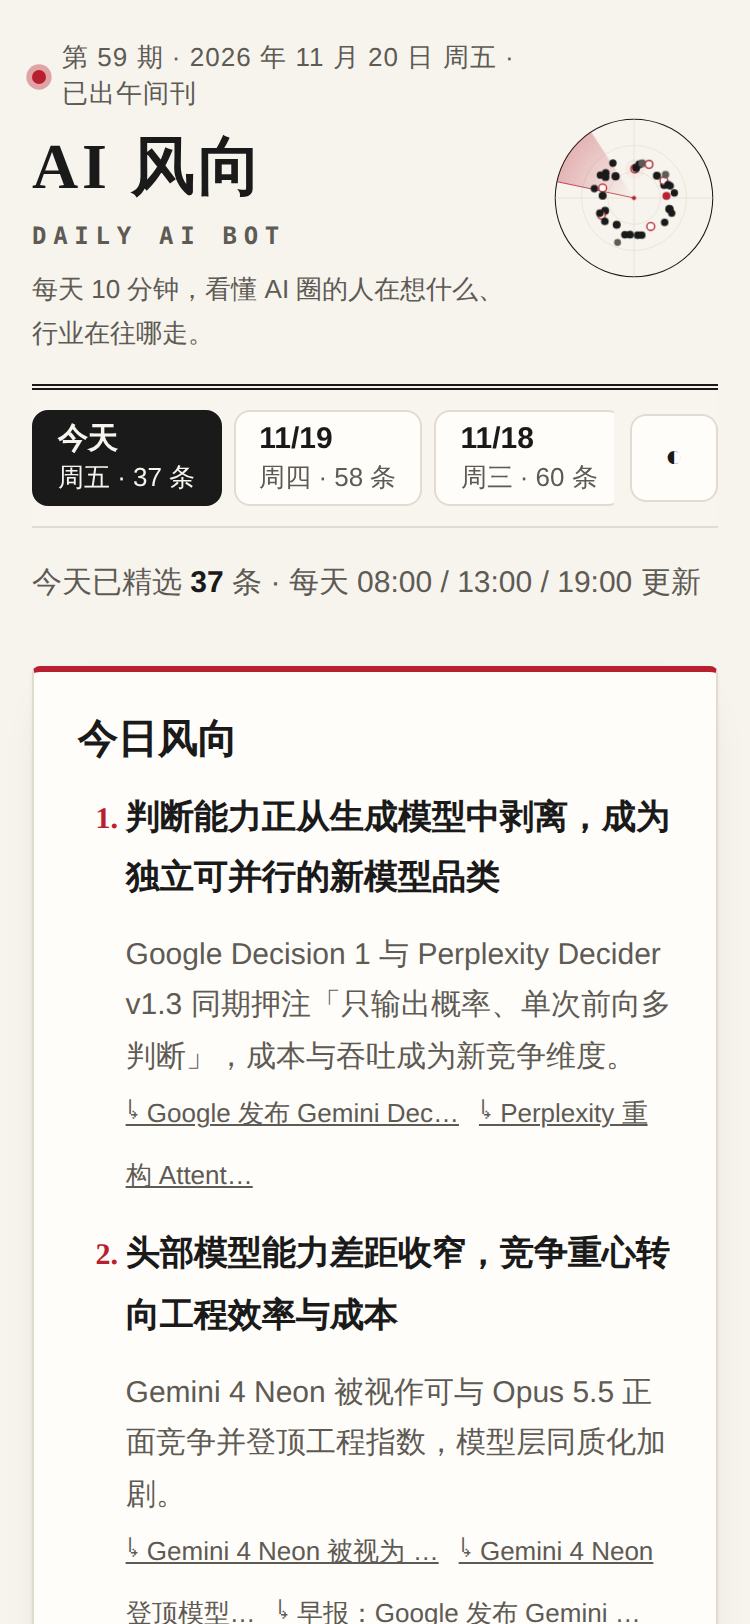 第 59 期 · 2026 年 11 月 20 日 周五 ·
已出午间刊
AI 风向
DAILY AI BOT
每天 10 分钟，看懂 AI 圈的人在想什么、
行业在往哪走。
今天
周五 · 37 条
11/19
周四 · 58 条
11/18
周三 · 60 条
今天已精选 37 条 · 每天 08:00 / 13:00 / 19:00 更新
今日风向
1. 判断能力正从生成模型中剥离，成为
独立可并行的新模型品类
Google Decision 1 与 Perplexity Decider
v1.3 同期押注「只输出概率、单次前向多
判断」，成本与吞吐成为新竞争维度。
↳ Google 发布 Gemini Dec… ↳ Perplexity 重
构 Attent…
2. 头部模型能力差距收窄，竞争重心转
向工程效率与成本
Gemini 4 Neon 被视作可与 Opus 5.5 正
面竞争并登顶工程指数，模型层同质化加
剧。
↳ Gemini 4 Neon 被视为 … ↳ Gemini 4 Neon
登顶模型… ↳ 早报：Google 发布 Gemini …